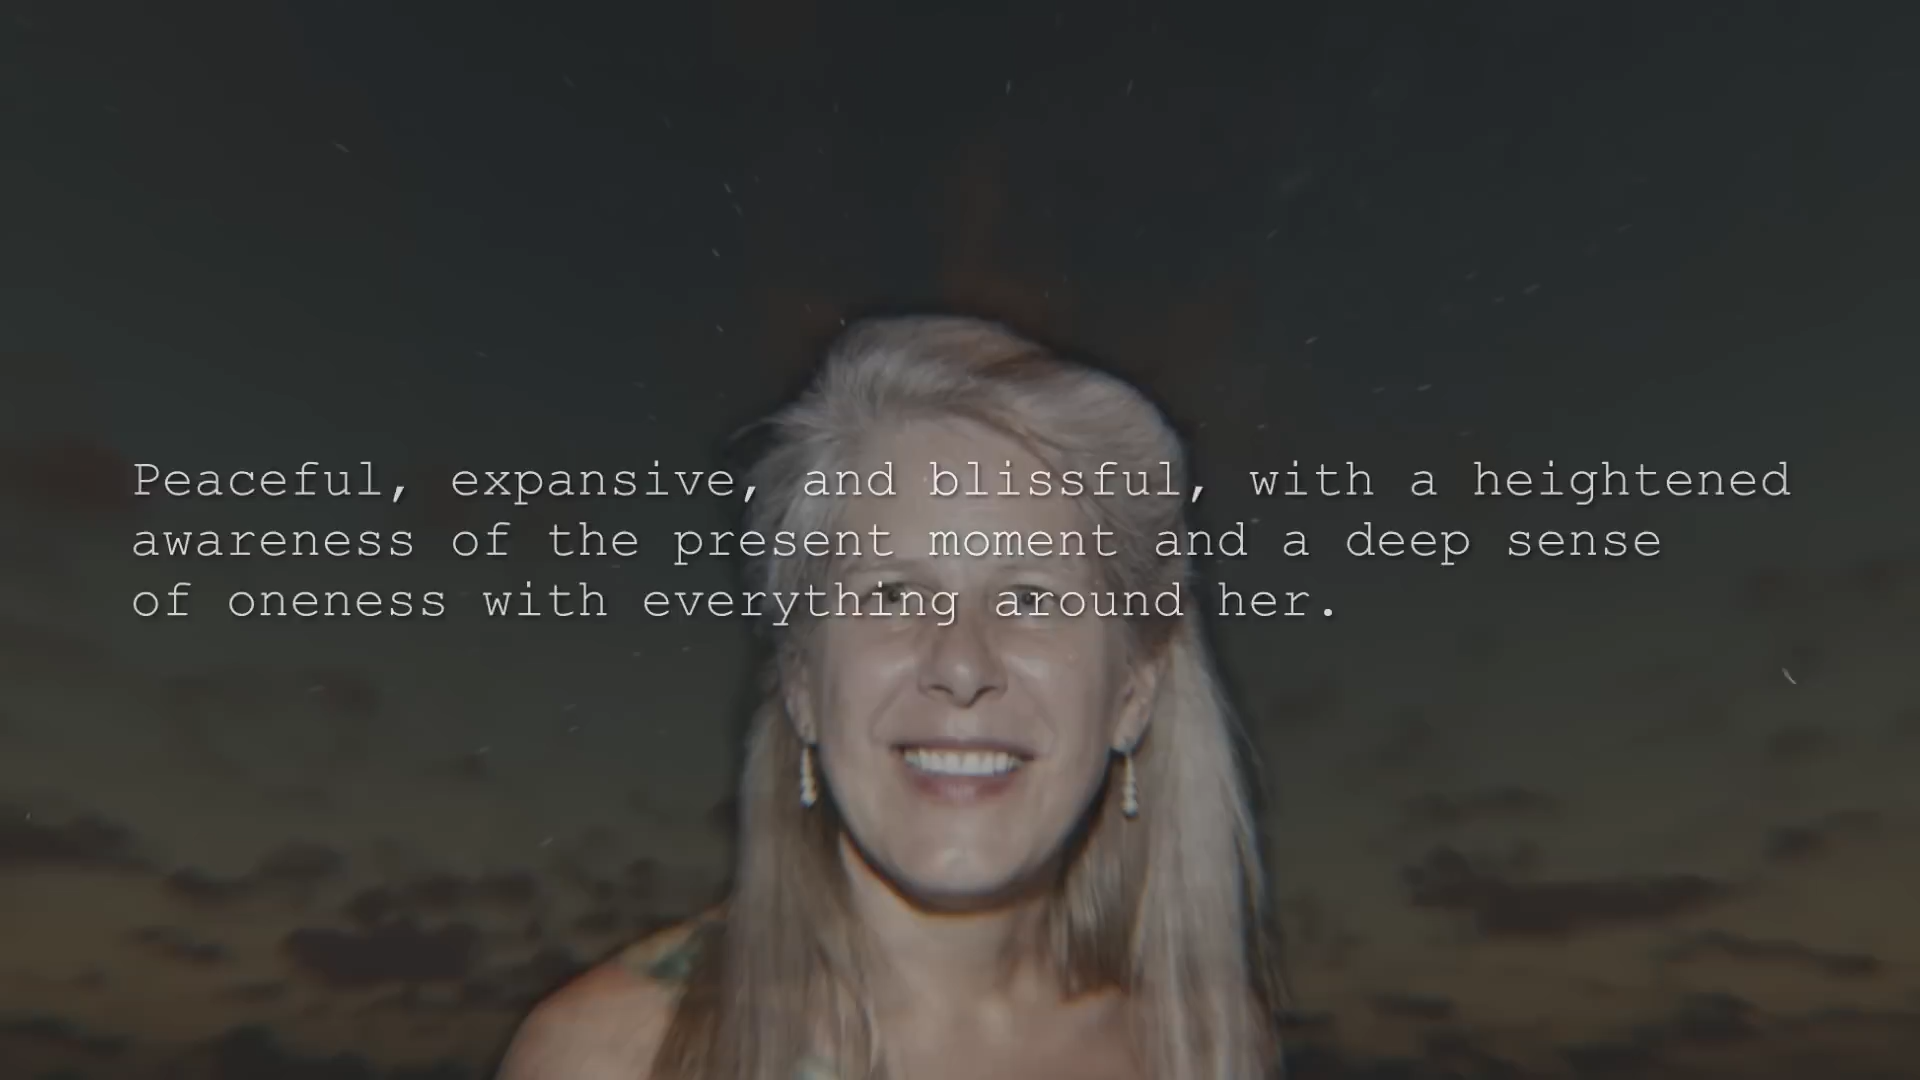 Peaceful, expansive, and blissful, with a heightened
awareness of the present moment and a deep sense
of oneness with everything around her.